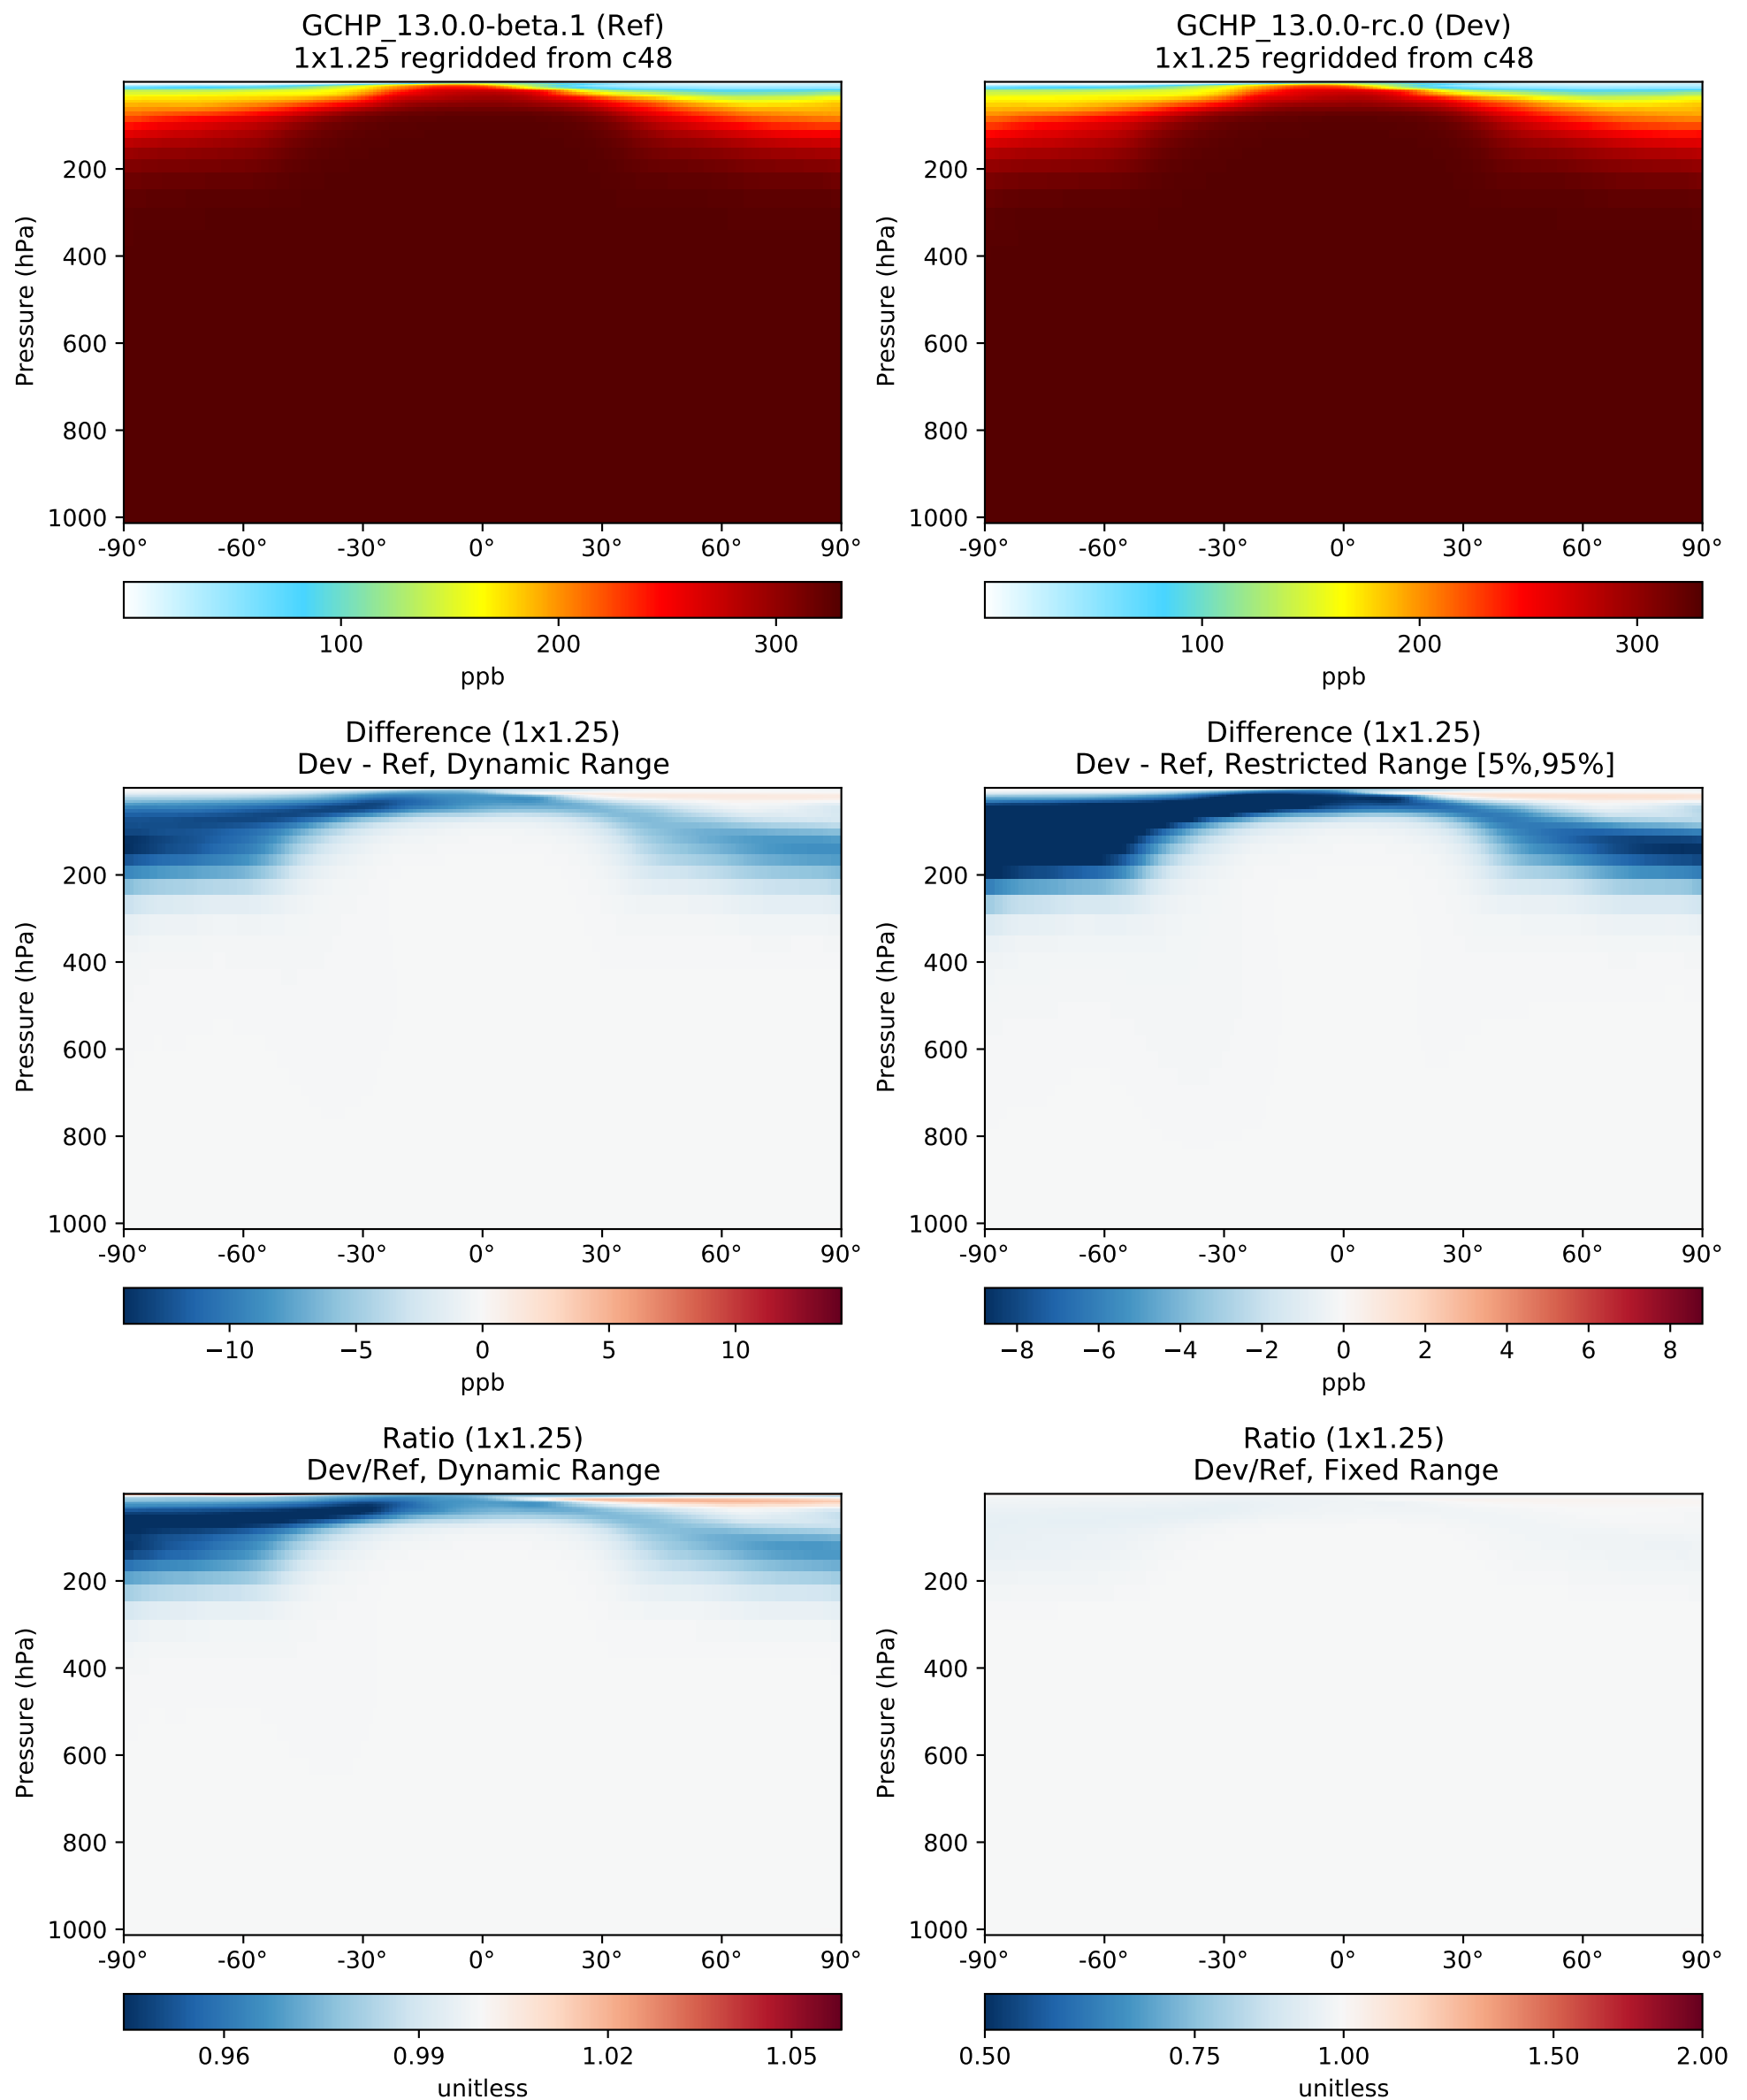 GCHP_13.0.0-beta.1 (Ref)
1x1.25 regridded from c48
GCHP_13.0.0-rc.0 (Dev)
1x1.25 regridded from c48
Pressure (hPa)
200
400
600
800
1000
-90° -60° -30° 0° 30° 60° 90°
100 200 300
ppb
Pressure (hPa)
200
400
600
800
1000
-90° -60° -30° 0° 30° 60° 90°
100 200 300
ppb
Difference (1x1.25)
Dev - Ref, Dynamic Range
Difference (1x1.25)
Dev - Ref, Restricted Range [5%,95%]
Pressure (hPa)
200
400
600
800
1000
-90° -60° -30° 0° 30° 60° 90°
−10 −5 0 5 10
ppb
Pressure (hPa)
200
400
600
800
1000
-90° -60° -30° 0° 30° 60° 90°
−8 −6 −4 −2 0 2 4 6 8
ppb
Ratio (1x1.25)
Dev/Ref, Dynamic Range
Ratio (1x1.25)
Dev/Ref, Fixed Range
Pressure (hPa)
200
400
600
800
1000
-90° -60° -30° 0° 30° 60° 90°
0.96 0.99 1.02 1.05
unitless
Pressure (hPa)
200
400
600
800
1000
-90° -60° -30° 0° 30° 60° 90°
0.50 0.75 1.00 1.50 2.00
unitless